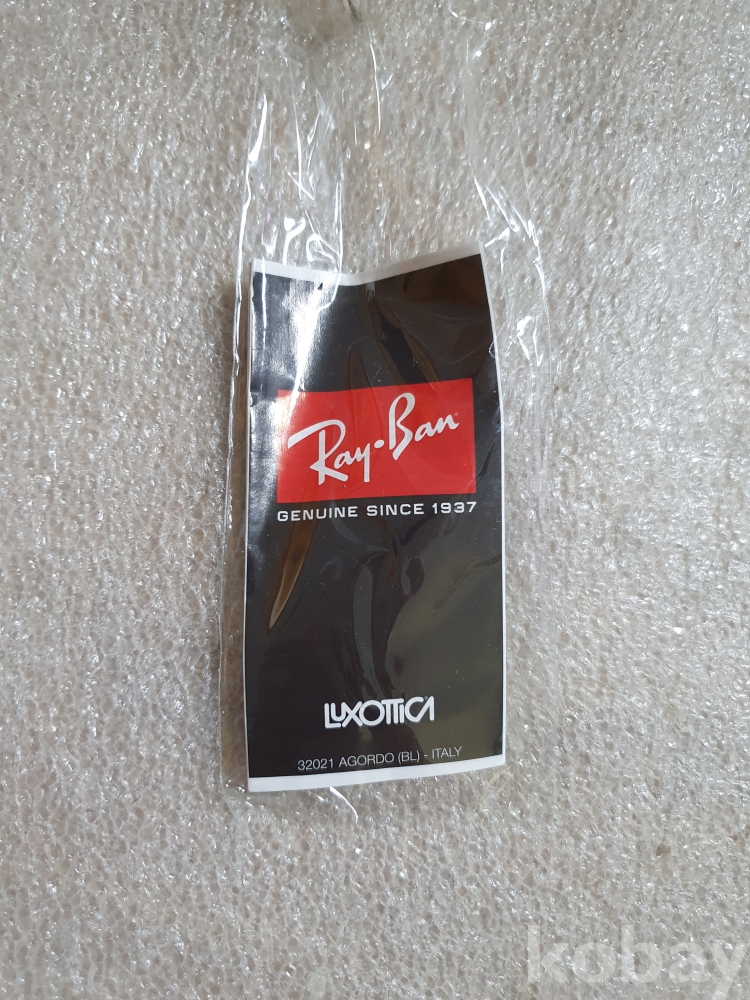 Ray-Ban
GENUINE SINCE 1937
LUXOTTICA
32021 AGORDO (BL) - ITALY
kobay